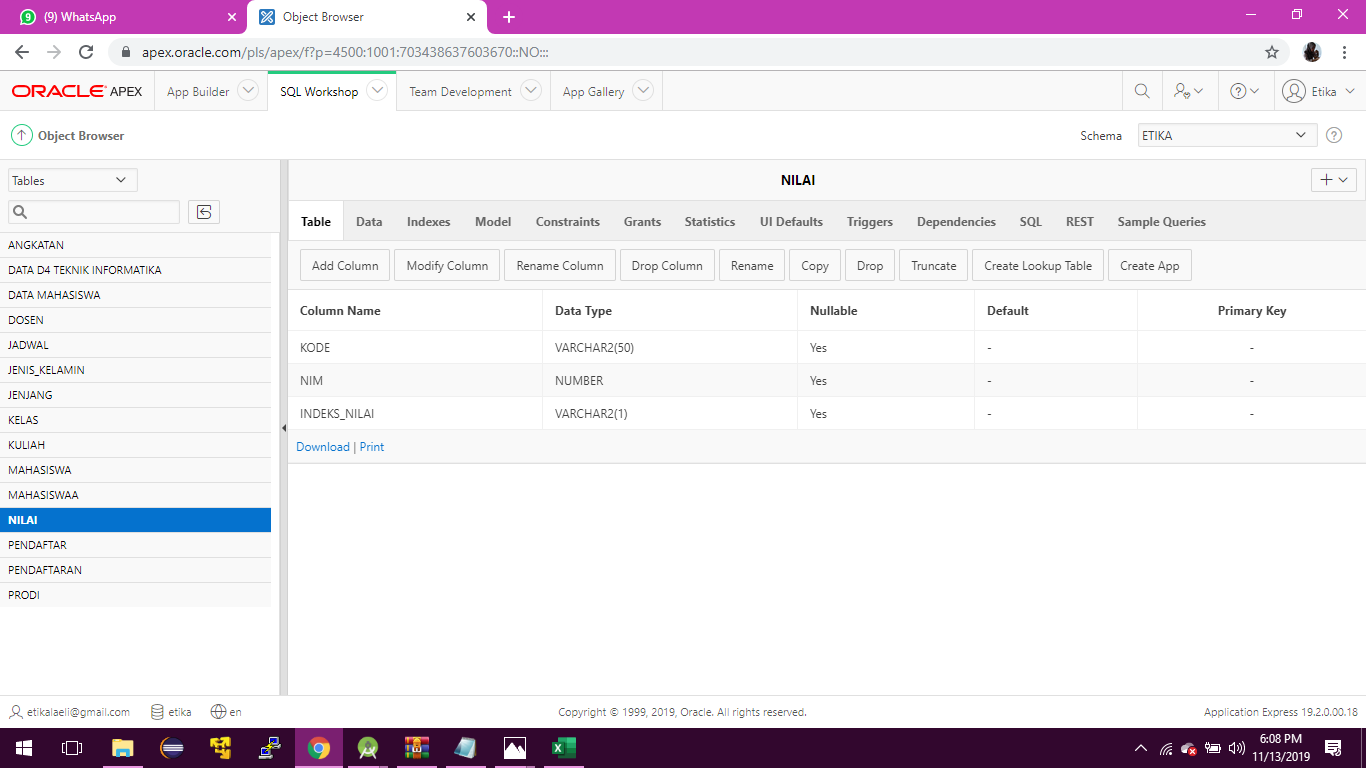 (9) WhatsApp
Object Browser
apex.oracle.com/pls/apex/f?p=4500:1001:703438637603670::NO:::
ORACLE APEX App Builder SQL Workshop Team Development App Gallery Etika
Object Browser Schema ETIKA
Tables
NILAI
Table Data Indexes Model Constraints Grants Statistics UI Defaults Triggers Dependencies SQL REST Sample Queries
Add Column Modify Column Rename Column Drop Column Rename Copy Drop Truncate Create Lookup Table Create App
ANGKATAN
DATA D4 TEKNIK INFORMATIKA
DATA MAHASISWA
DOSEN
JADWAL
JENIS_KELAMIN
JENJANG
KELAS
KULIAH
MAHASISWA
MAHASISWAA
NILAI
PENDAFTAR
PENDAFTARAN
PRODI
Column Name Data Type Nullable Default Primary Key
KODE VARCHAR2(50) Yes - -
NIM NUMBER Yes - -
INDEKS_NILAI VARCHAR2(1) Yes - -
Download | Print
etikalaeli@gmail.com etika en Copyright © 1999, 2019, Oracle. All rights reserved. Application Express 19.2.0.00.18
6:08 PM
11/13/2019